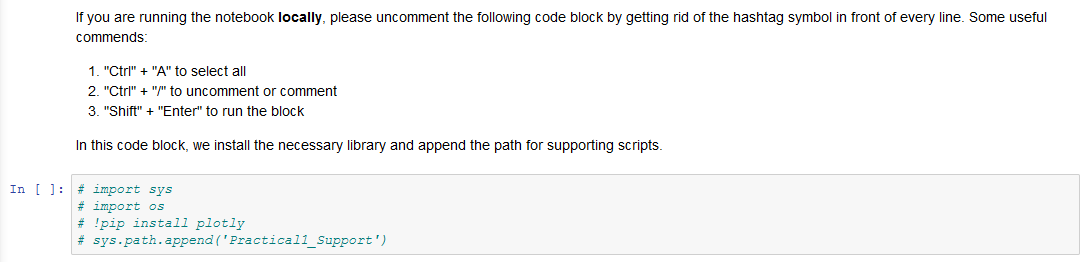 If you are running the notebook locally, please uncomment the following code block by getting rid of the hashtag symbol in front of every line. Some useful
commends:
1. "Ctrl" + "A" to select all
2. "Ctrl" + "/" to uncomment or comment
3. "Shift" + "Enter" to run the block
In this code block, we install the necessary library and append the path for supporting scripts.
In [ ]: # import sys
# import os
# !pip install plotly
# sys.path.append('Practical1_Support')